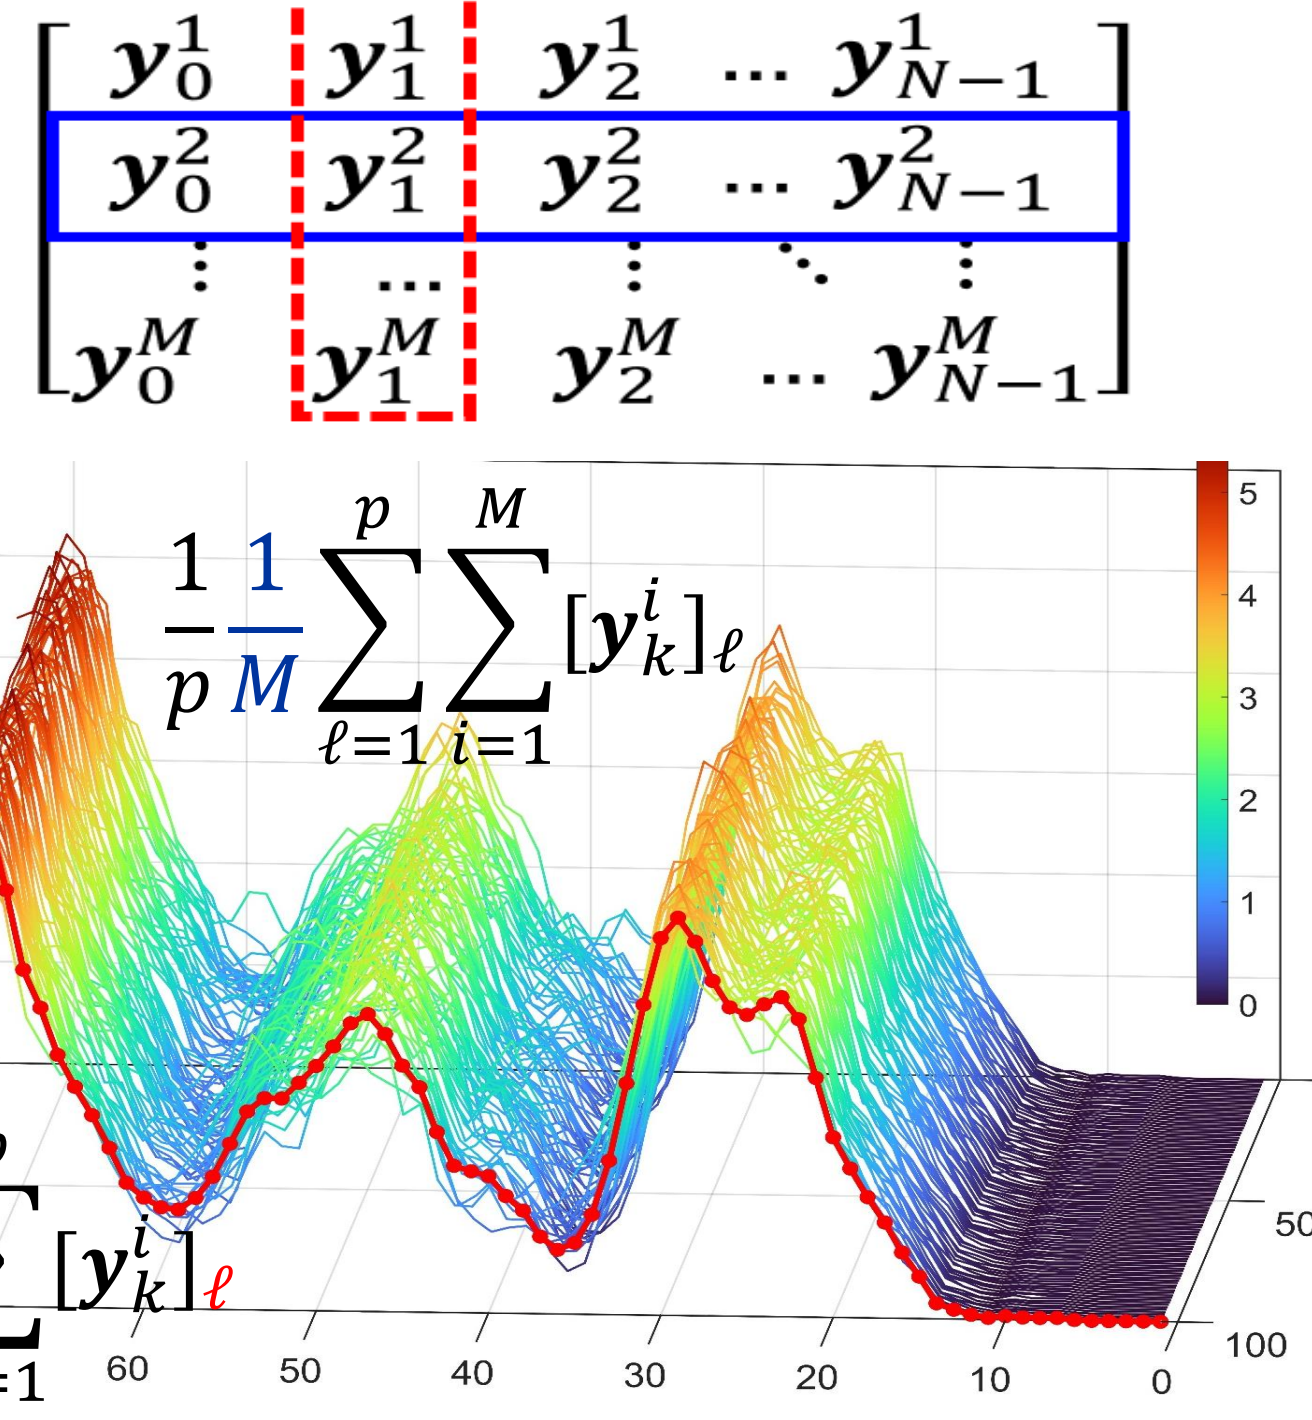 y_0^1 y_1^1 y_2^1 ... y_{N-1}^1
y_0^2 y_1^2 y_2^2 ... y_{N-1}^2
⋮ ... ⋮ ⋱ ⋮
y_0^M y_1^M y_2^M ... y_{N-1}^M
1/p 1/M ∑_{ℓ=1}^{p} ∑_{i=1}^{M} [y_k^i]_ℓ
5
4
3
2
1
0
∑ [y_k^i]_ℓ
=1
50
100
60 50 40 30 20 10 0